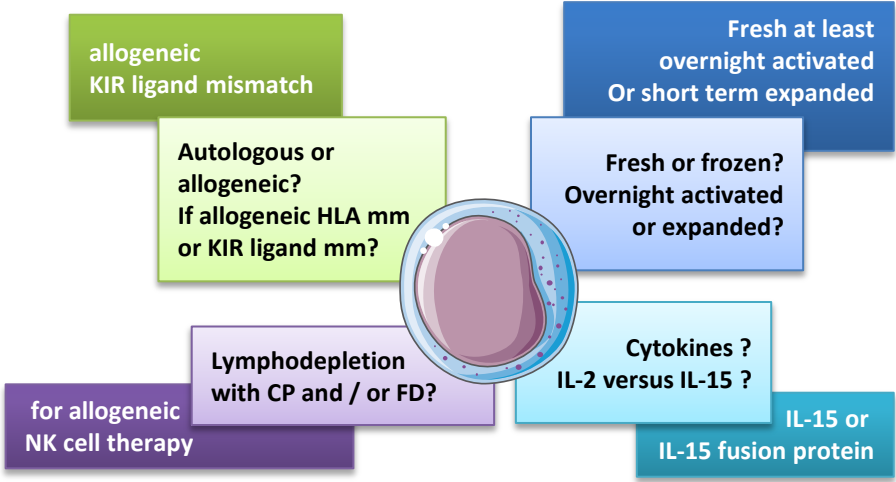 allogeneic
KIR ligand mismatch
Autologous or
allogeneic?
If allogeneic HLA mm
or KIR ligand mm?
Fresh at least
overnight activated
Or short term expanded
Fresh or frozen?
Overnight activated
or expanded?
Lymphodepletion
with CP and / or FD?
for allogeneic
NK cell therapy
Cytokines ?
IL-2 versus IL-15 ?
IL-15 or
IL-15 fusion protein